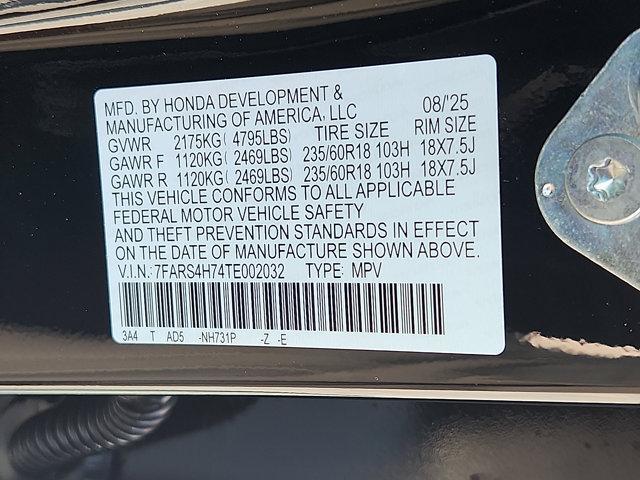 MFD. BY HONDA DEVELOPMENT & 08/'25
MANUFACTURING OF AMERICA, LLC
GVWR 2175KG( 4795LBS) TIRE SIZE RIM SIZE
GAWR F 1120KG( 2469LBS) 235/60R18 103H 18X7.5J
GAWR R 1120KG( 2469LBS) 235/60R18 103H 18X7.5J
THIS VEHICLE CONFORMS TO ALL APPLICABLE
FEDERAL MOTOR VEHICLE SAFETY
AND THEFT PREVENTION STANDARDS IN EFFECT
ON THE DATE OF MANUFACTURE SHOWN ABOVE.
V.I.N.:7FARS4H74TE002032 TYPE: MPV
3A4 T AD5 -NH731P -Z -E